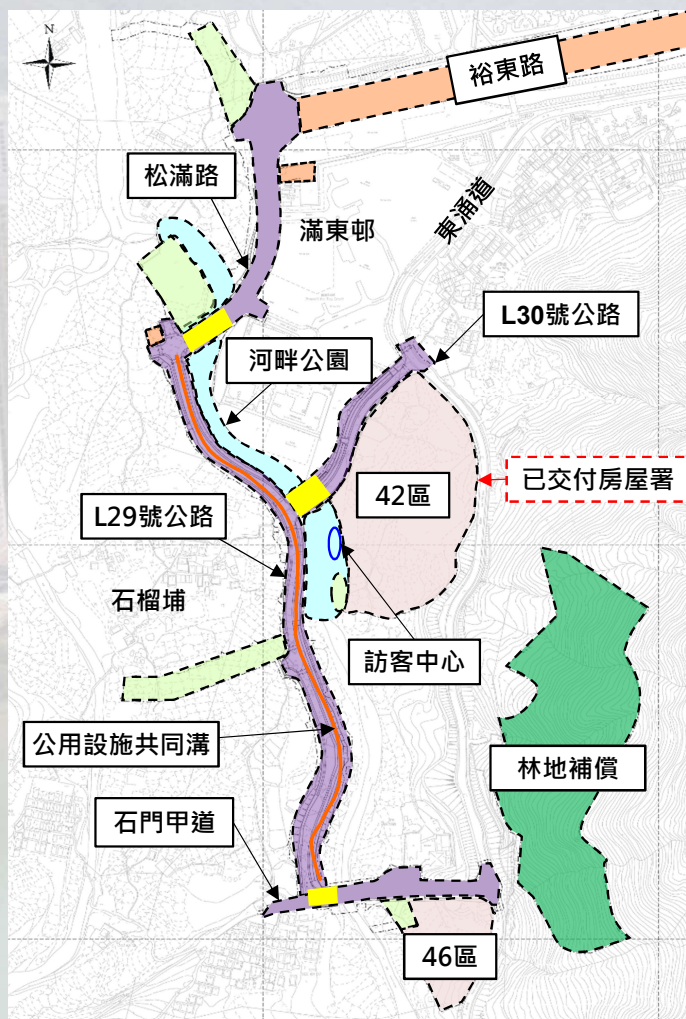 N
裕東路
松滿路
滿東邨
東涌道
L30號公路
河畔公園
42區
已交付房屋署
L29號公路
石榴埔
訪客中心
公用設施共同溝
林地補償
石門甲道
46區